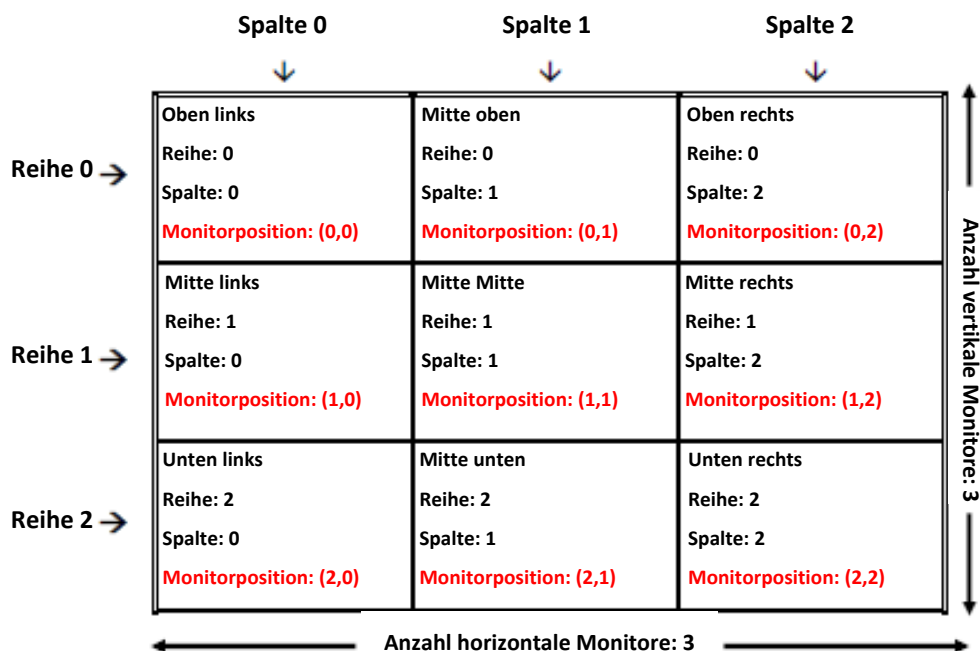 Spalte 0 Spalte 1 Spalte 2
Reihe 0
Oben links
Reihe: 0
Spalte: 0
Monitorposition: (0,0)
Mitte oben
Reihe: 0
Spalte: 1
Monitorposition: (0,1)
Oben rechts
Reihe: 0
Spalte: 2
Monitorposition: (0,2)
Reihe 1
Mitte links
Reihe: 1
Spalte: 0
Monitorposition: (1,0)
Mitte Mitte
Reihe: 1
Spalte: 1
Monitorposition: (1,1)
Mitte rechts
Reihe: 1
Spalte: 2
Monitorposition: (1,2)
Reihe 2
Unten links
Reihe: 2
Spalte: 0
Monitorposition: (2,0)
Mitte unten
Reihe: 2
Spalte: 1
Monitorposition: (2,1)
Unten rechts
Reihe: 2
Spalte: 2
Monitorposition: (2,2)
Anzahl vertikale Monitore: 3
Anzahl horizontale Monitore: 3